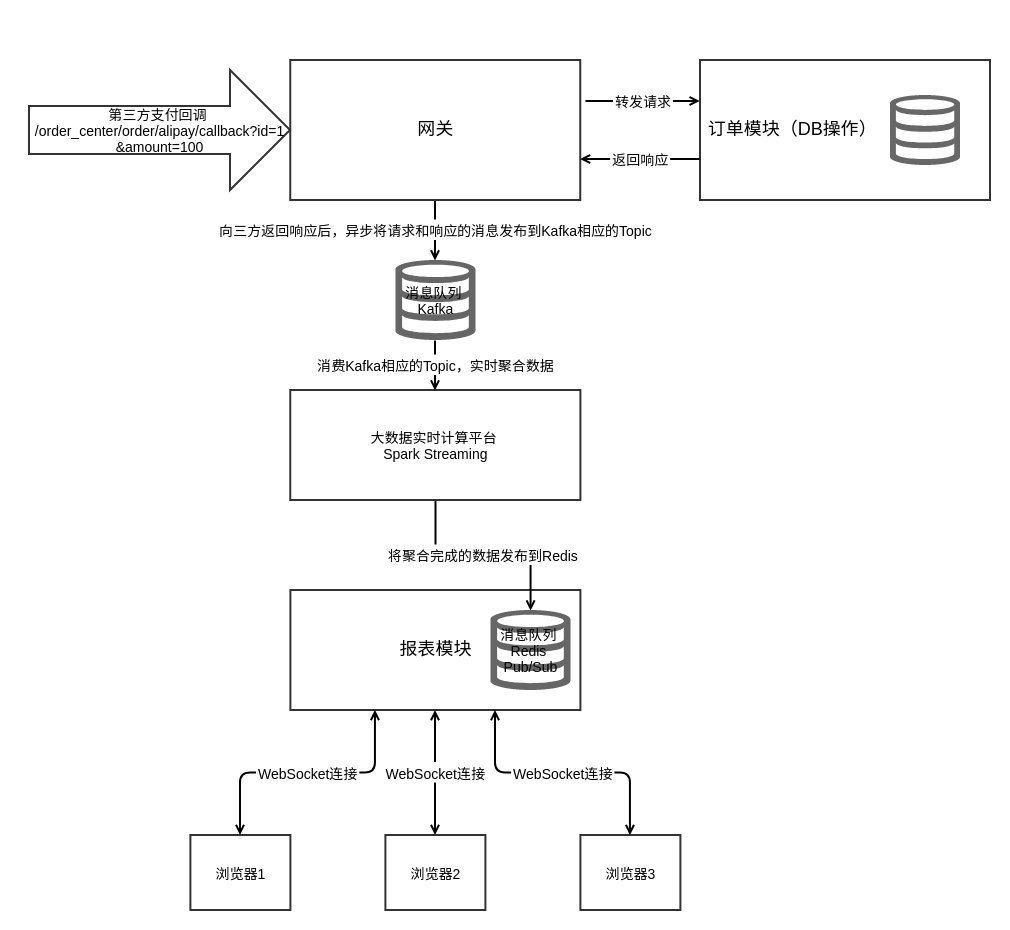 第三方支付回调
/order_center/order/alipay/callback?id=1
&amount=100
网关
转发请求
返回响应
订单模块（DB操作）
向三方返回响应后，异步将请求和响应的消息发布到Kafka相应的Topic
消息队列
Kafka
消费Kafka相应的Topic，实时聚合数据
大数据实时计算平台
Spark Streaming
将聚合完成的数据发布到Redis
报表模块
消息队列
Redis
Pub/Sub
WebSocket连接
WebSocket连接
WebSocket连接
浏览器1
浏览器2
浏览器3